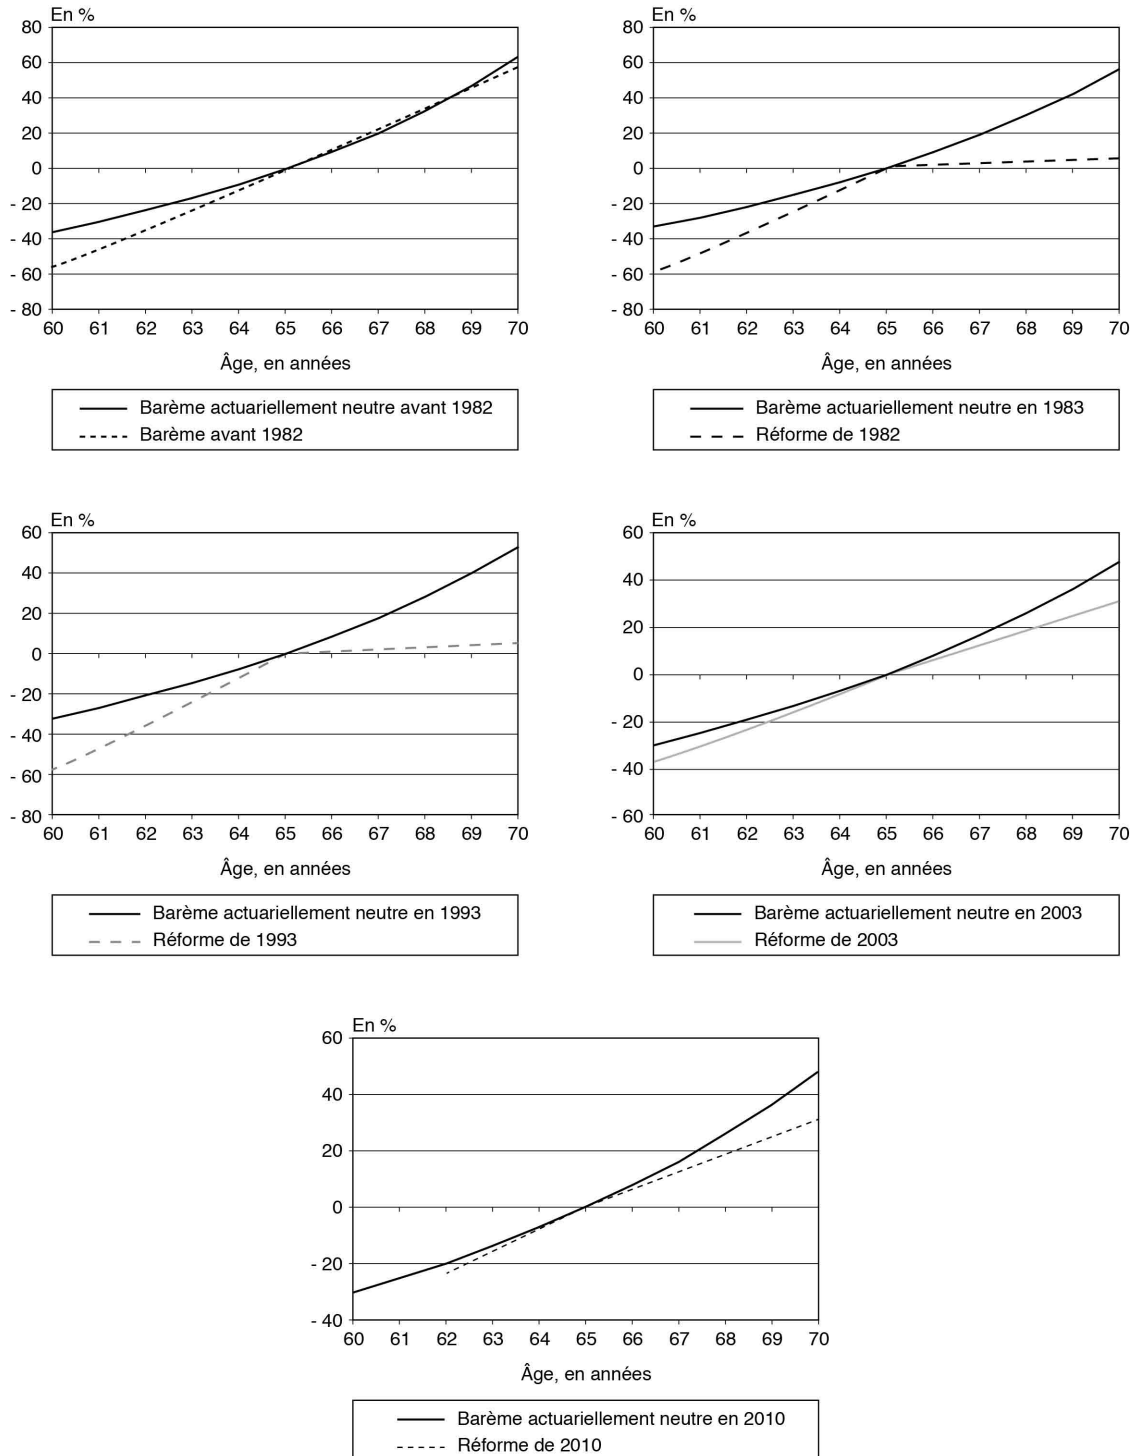 En %
80
60
40
20
0
- 20
- 40
- 60
- 80
60 61 62 63 64 65 66 67 68 69 70
Âge, en années
Barème actuariellement neutre avant 1982
Barème avant 1982
En %
80
60
40
20
0
- 20
- 40
- 60
- 80
60 61 62 63 64 65 66 67 68 69 70
Âge, en années
Barème actuariellement neutre en 1983
Réforme de 1982
En %
60
40
20
0
- 20
- 40
- 60
- 80
60 61 62 63 64 65 66 67 68 69 70
Âge, en années
Barème actuariellement neutre en 1993
Réforme de 1993
En %
60
40
20
0
- 20
- 40
- 60
60 61 62 63 64 65 66 67 68 69 70
Âge, en années
Barème actuariellement neutre en 2003
Réforme de 2003
En %
60
40
20
0
- 20
- 40
60 61 62 63 64 65 66 67 68 69 70
Âge, en années
Barème actuariellement neutre en 2010
Réforme de 2010